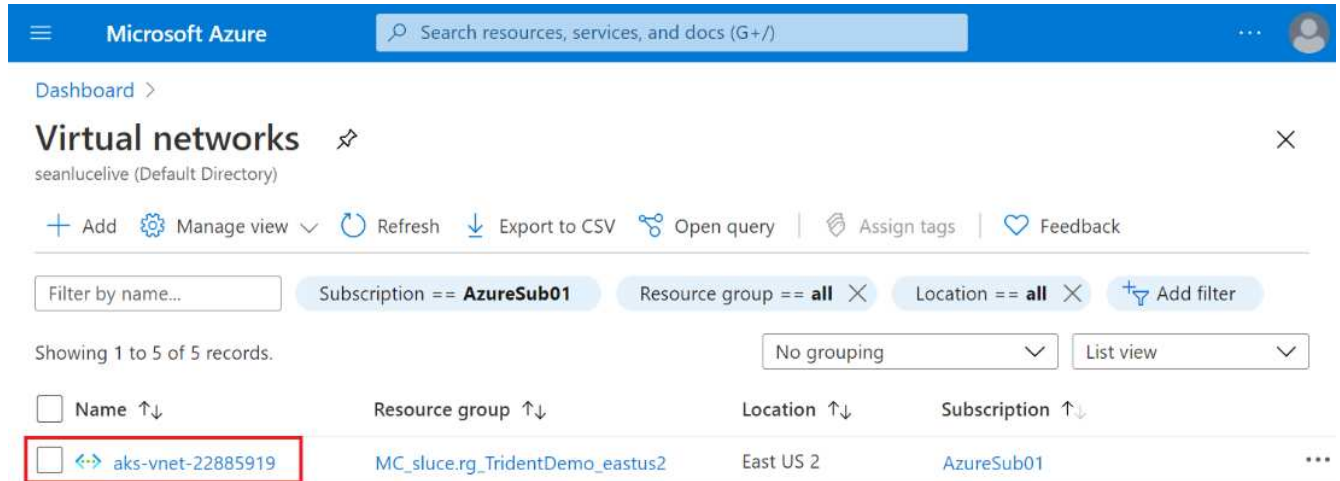 Microsoft Azure Search resources, services, and docs (G+/) ...
Dashboard >
Virtual networks
seanlucelive (Default Directory)
+ Add Manage view Refresh Export to CSV Open query | Assign tags | Feedback
Filter by name... Subscription == AzureSub01 Resource group == all Location == all Add filter
Showing 1 to 5 of 5 records. No grouping List view
Name ↑↓ Resource group ↑↓ Location ↑↓ Subscription ↑↓
aks-vnet-22885919 MC_sluce.rg_TridentDemo_eastus2 East US 2 AzureSub01 ...